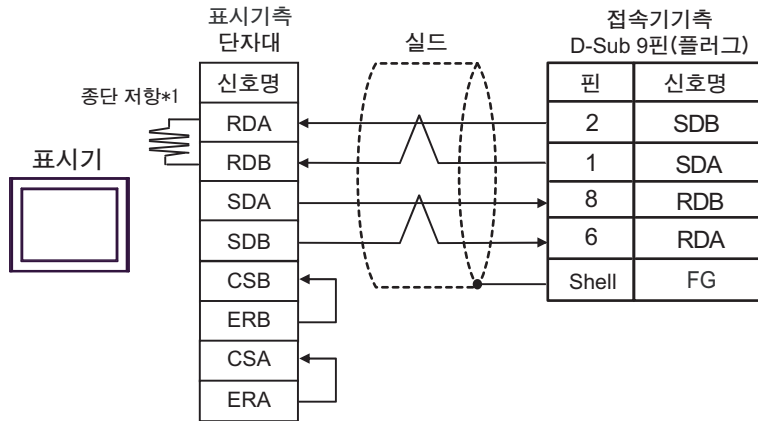 표시기측
단자대
실드
접속기기측
D-Sub 9핀(플러그)
종단 저항*1
표시기
신호명
RDA
RDB
SDA
SDB
CSB
ERB
CSA
ERA
핀 신호명
2 SDB
1 SDA
8 RDB
6 RDA
Shell FG